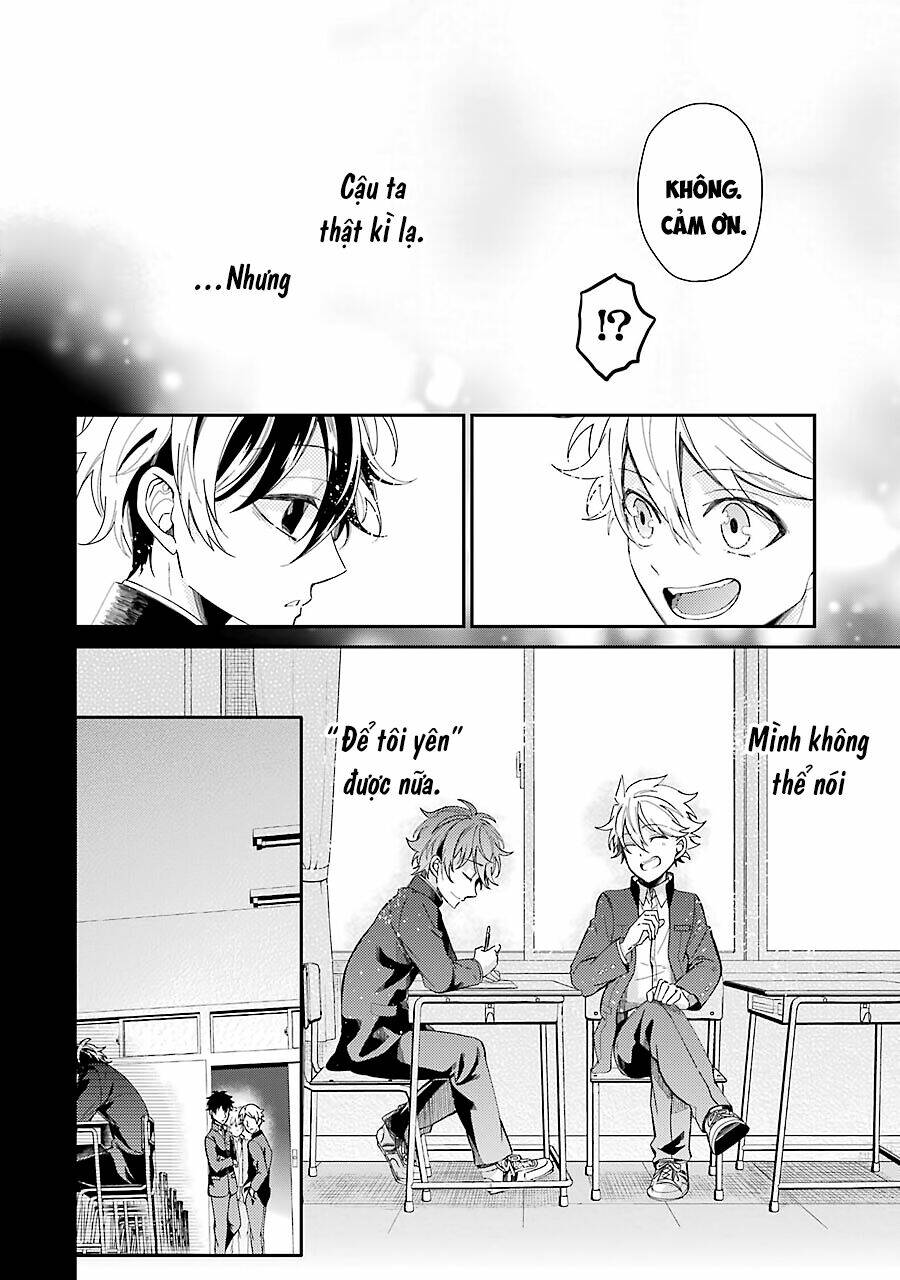 KHÔNG.
CẢM ƠN.
!?
Cậu ta
thật kì lạ.
...Nhưng
Mình không
thể nói
“Để tôi yên”
được nữa.